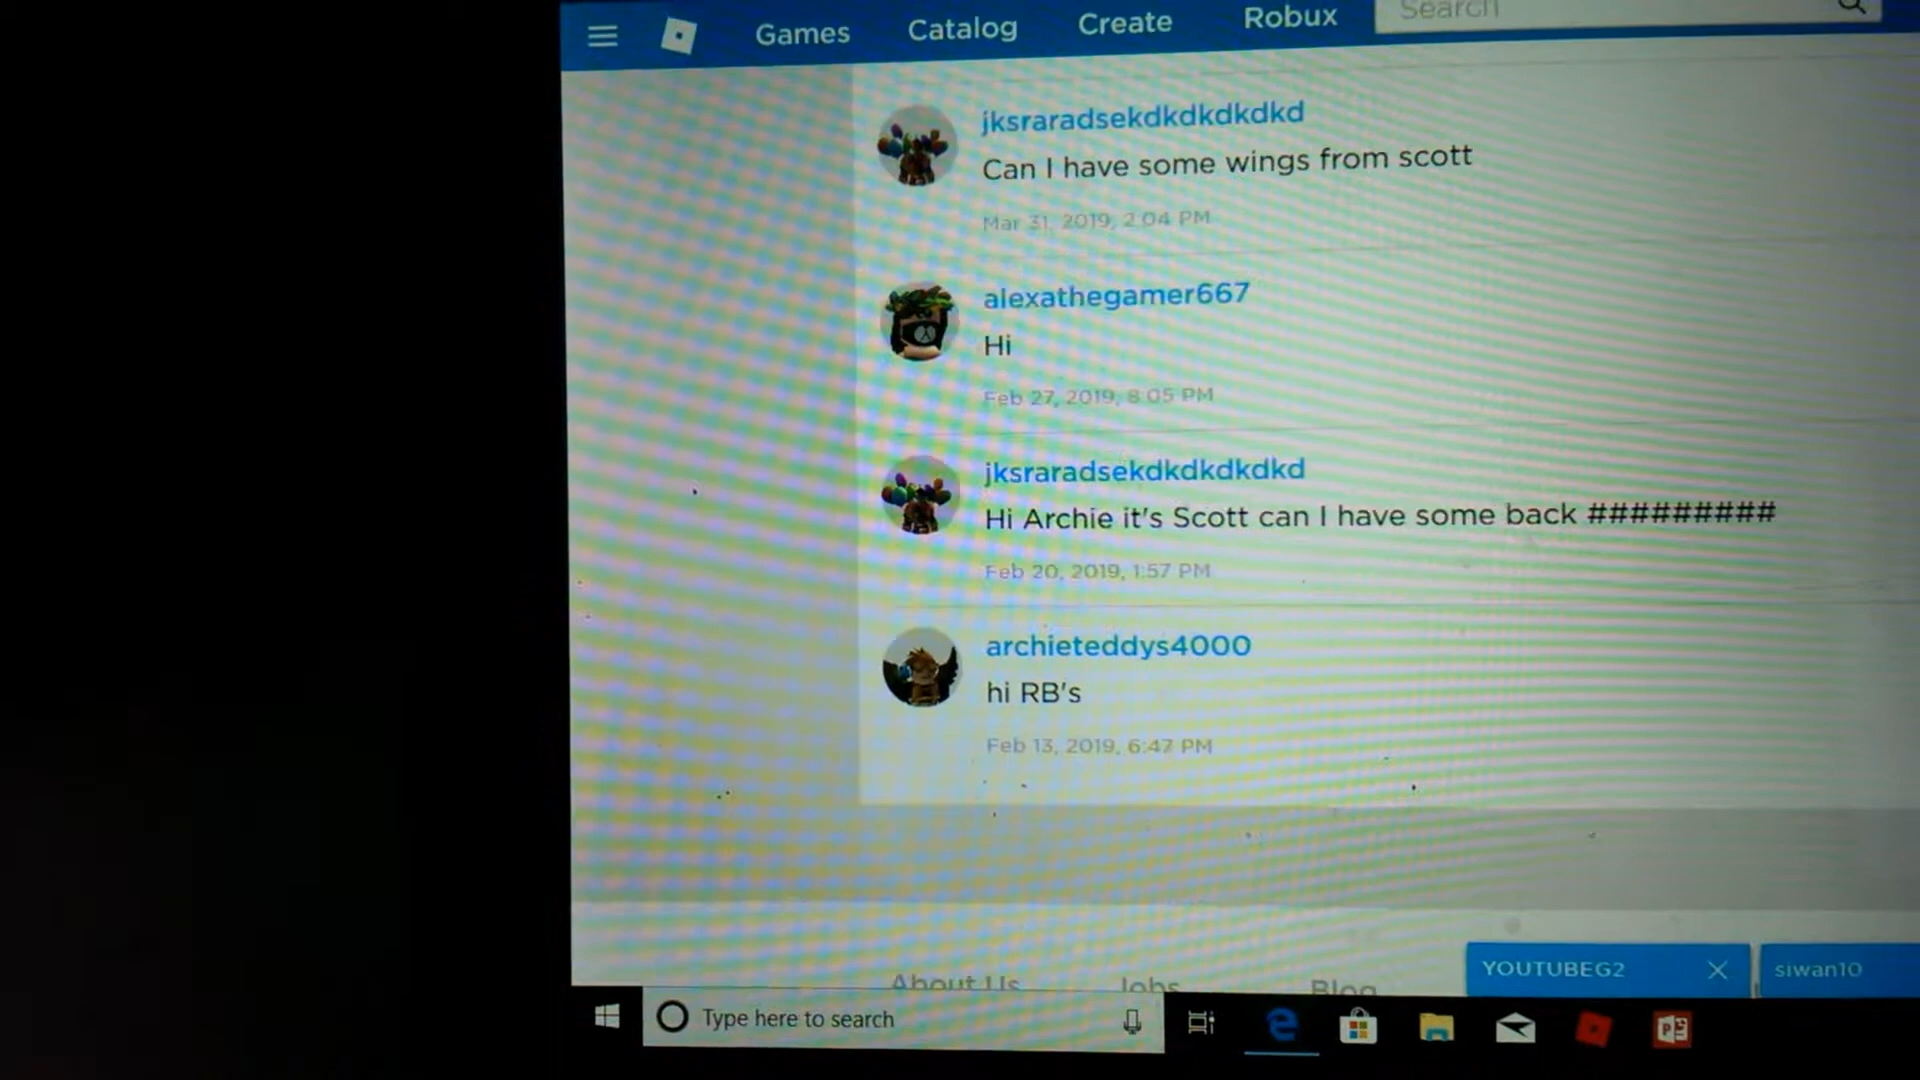 Games Catalog Create Robux Search
jksraradsekdkdkdkdkd
Can I have some wings from scott
Mar 31, 2019, 2:04 PM
alexathegamer667
Hi
Feb 27, 2019, 8:05 PM
jksraradsekdkdkdkdkd
Hi Archie it's Scott can I have some back #########
Feb 20, 2019, 1:57 PM
archieteddys4000
hi RB's
Feb 13, 2019, 6:47 PM
About Us Jobs Blog
YOUTUBEG2 siwan10
Type here to search